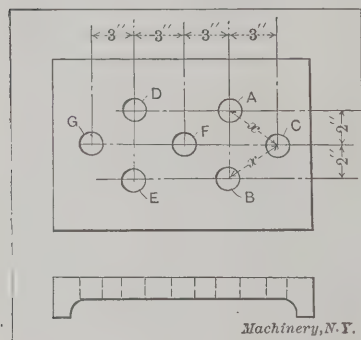 3" 3" 3" 3"
D A
2"
G F x C
x 2"
E B
Machinery, N.Y.